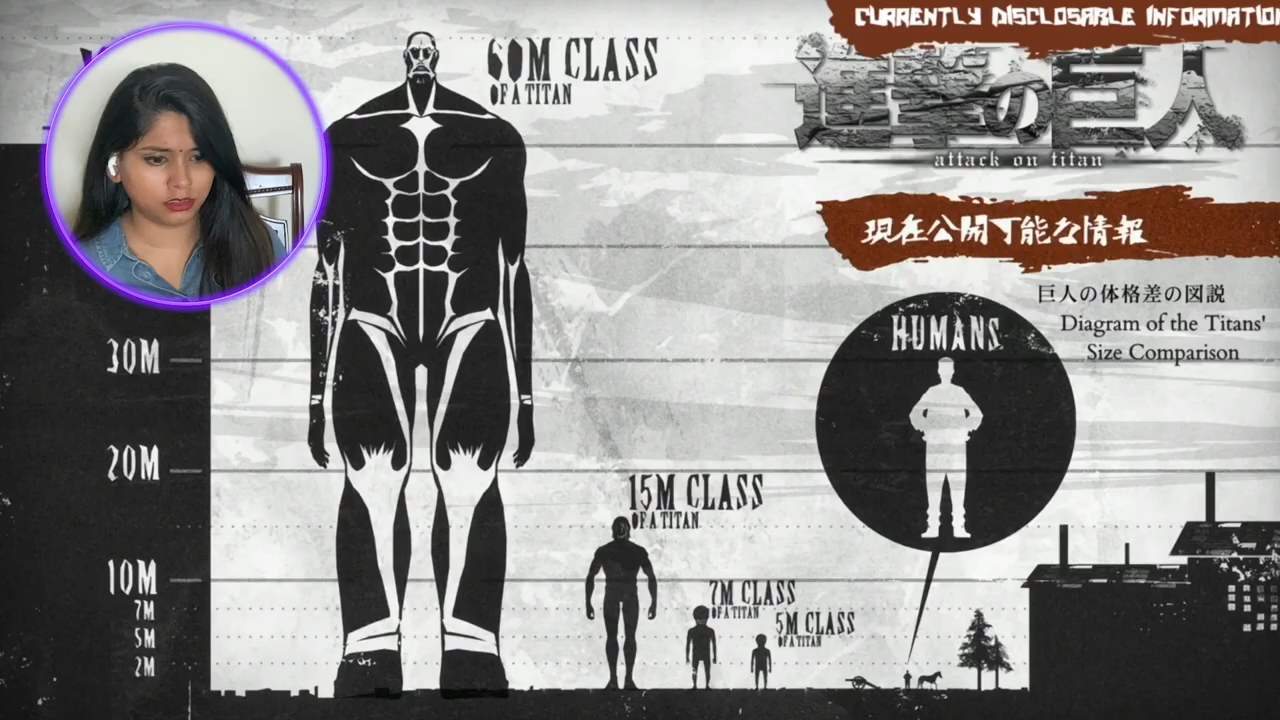 CURRENTLY DISCLOSABLE INFORMATION
進撃の巨人
attack on titan
現在公開可能な情報
巨人の体格差の図説
Diagram of the Titans'
Size Comparison
60M CLASS
OF A TITAN
HUMANS
30M
20M
15M CLASS
OF A TITAN
10M
7M
5M
2M
7M CLASS
OF A TITAN
5M CLASS
OF A TITAN